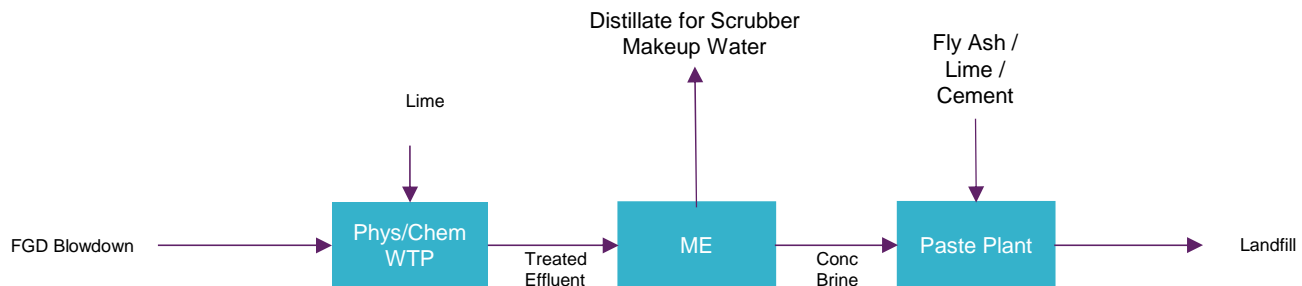 Distillate for Scrubber
Makeup Water
Fly Ash /
Lime /
Cement
Lime
FGD Blowdown
Phys/Chem
WTP
Treated
Effluent
ME
Conc
Brine
Paste Plant
Landfill